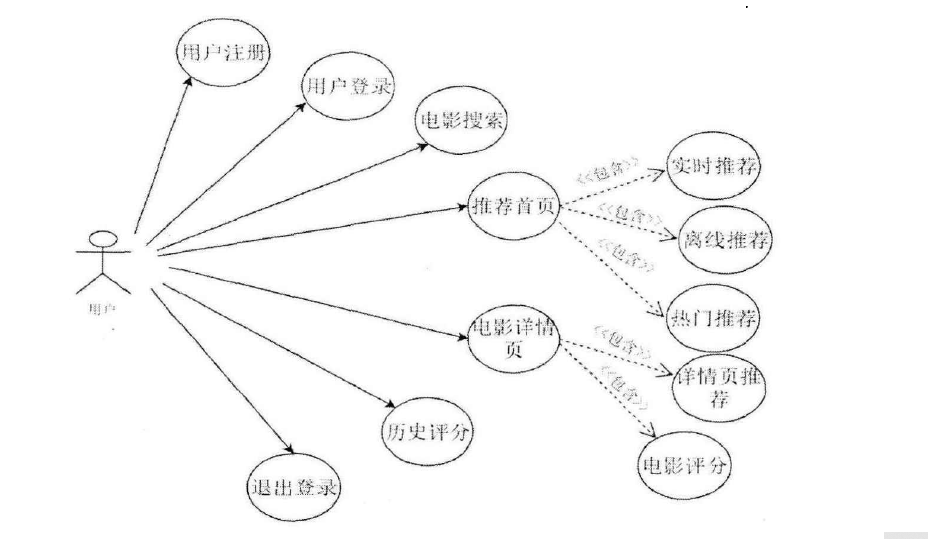 用户注册
用户登录
电影搜索
实时推荐
<<包含>>
推荐首页
<<包含>>
离线推荐
<<包含>>
用户
热门推荐
电影详情
页
<<包含>>
详情页推
荐
<<包含>>
历史评分
电影评分
退出登录